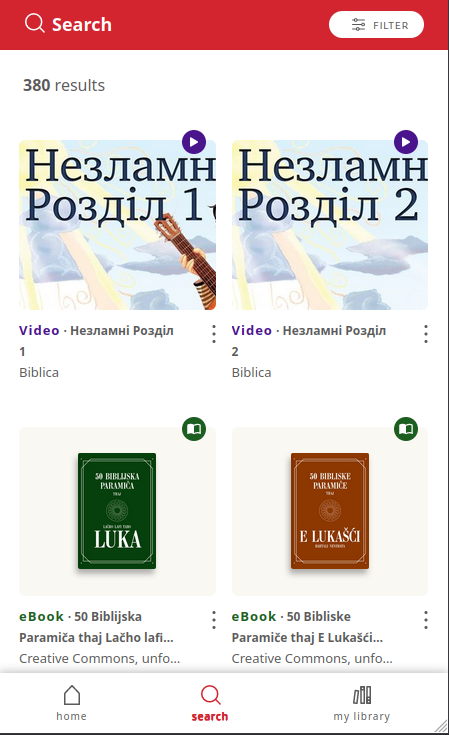 Search
FILTER
380 results
Незламн
Розділ 1
Незламн
Розділ 2
Video · Незламні Розділ
1
Biblica
Video · Незламні Розділ
2
Biblica
50 BIBLIJSKA
PARAMIČA
THAJ
LAČHO LAFI TARO
LUKA
50 BIBLISKE
PARAMIČE
THAJ
E LUKAŠĆI
eBook · 50 Biblijska
Paramiča thaj Lačho lafi...
Creative Commons, unfo...
eBook · 50 Bibliske
Paramiče thaj E Lukašći...
Creative Commons, unfo...
home
search
my library